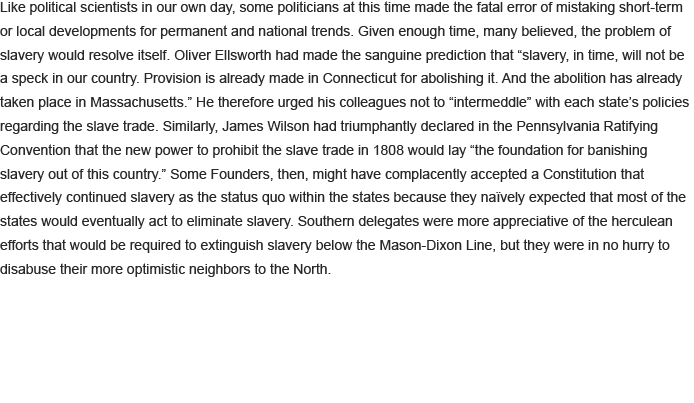 Like political scientists in our own day, some politicians at this time made the fatal error of mistaking short-term
or local developments for permanent and national trends. Given enough time, many believed, the problem of
slavery would resolve itself. Oliver Ellsworth had made the sanguine prediction that “slavery, in time, will not be
a speck in our country. Provision is already made in Connecticut for abolishing it. And the abolition has already
taken place in Massachusetts.” He therefore urged his colleagues not to “intermeddle” with each state’s policies
regarding the slave trade. Similarly, James Wilson had triumphantly declared in the Pennsylvania Ratifying
Convention that the new power to prohibit the slave trade in 1808 would lay “the foundation for banishing
slavery out of this country.” Some Founders, then, might have complacently accepted a Constitution that
effectively continued slavery as the status quo within the states because they naïvely expected that most of the
states would eventually act to eliminate slavery. Southern delegates were more appreciative of the herculean
efforts that would be required to extinguish slavery below the Mason-Dixon Line, but they were in no hurry to
disabuse their more optimistic neighbors to the North.